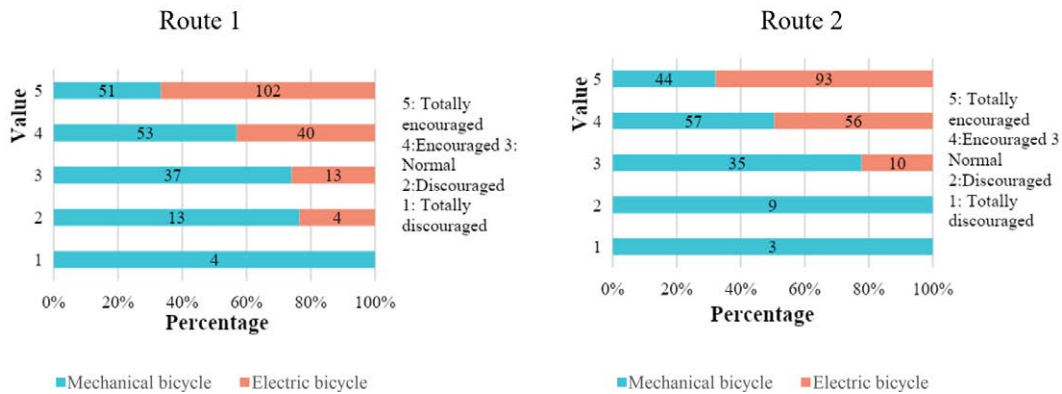 Route 1
Value
5
51
102
4
53
40
3
37
13
2
13
4
1
4
0%
20%
40%
60%
80%
100%
Percentage
5: Totally
encouraged
4:Encouraged 3:
Normal
2:Discouraged
1: Totally
discouraged
Mechanical bicycle
Electric bicycle
Route 2
Value
5
44
93
4
57
56
3
35
10
2
9
1
3
0%
20%
40%
60%
80%
100%
Percentage
5: Totally
encouraged
4:Encouraged 3
Normal
2:Discouraged
1: Totally
discouraged
Mechanical bicycle
Electric bicycle